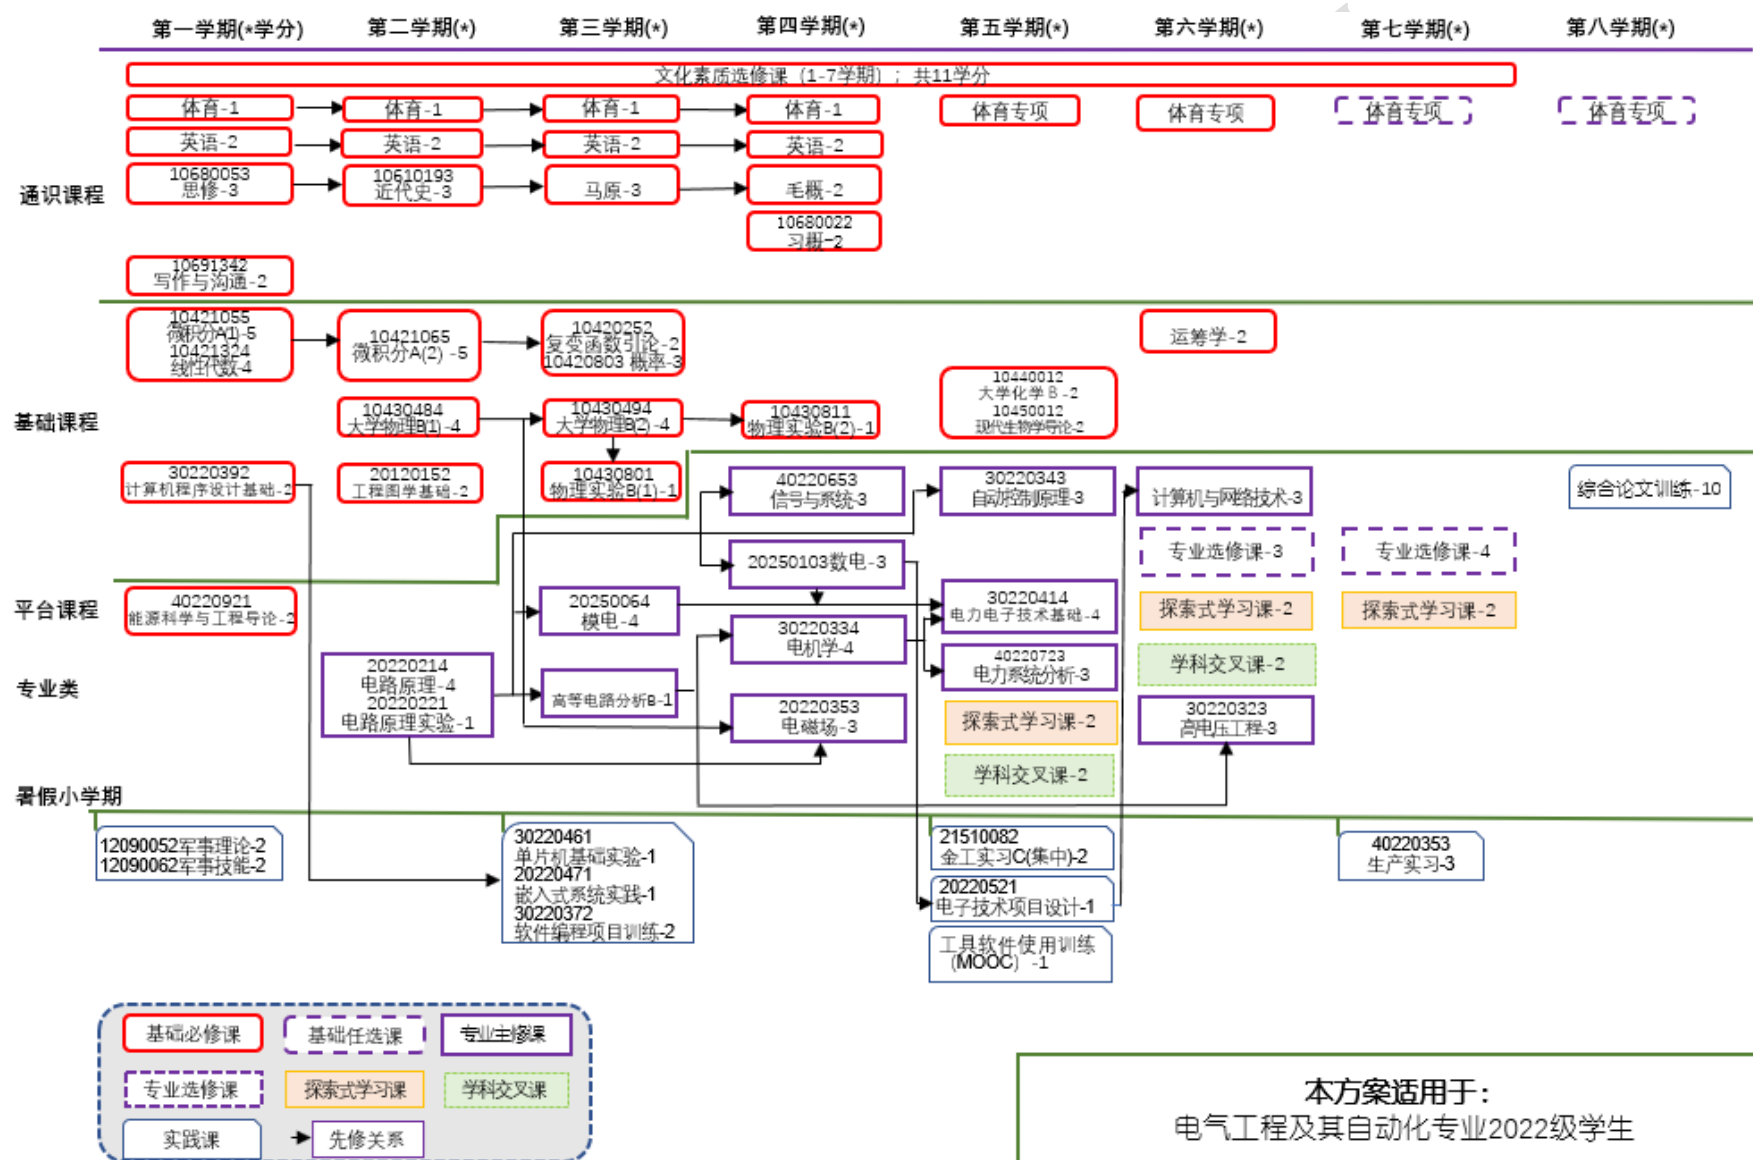 第一学期(*学分) 第二学期(*) 第三学期(*) 第四学期(*) 第五学期(*) 第六学期(*) 第七学期(*) 第八学期(*)
文化素质选修课（1-7学期）；共11学分
体育-1 体育-1 体育-1 体育-1 体育专项 体育专项 体育专项 体育专项
英语-2 英语-2 英语-2 英语-2
通识课程
10680053
思修-3
10610193
近代史-3
马原-3
毛概-2
10680022
习概-2
10691342
写作与沟通-2
基础课程
10421055
微积分A(1)-5
10421324
线性代数-4
10421065
微积分A(2) -5
10420252
复变函数引论-2
10420803 概率-3
运筹学-2
10440012
大学化学B-2
10450012
现代生物学导论-2
10430484
大学物理B(1)-4
10430494
大学物理B(2)-4
10430811
物理实验B(2)-1
30220392
计算机程序设计基础-2
20120152
工程图学基础-2
10430801
物理实验B(1)-1
40220653
信号与系统-3
30220343
自动控制原理-3
计算机与网络技术-3
综合论文训练-10
20250103数电-3
专业选修课-3
专业选修课-4
平台课程
40220921
能源科学与工程导论-2
20250064
模电-4
30220414
电力电子技术基础-4
探索式学习课-2
探索式学习课-2
30220334
电机学-4
专业类
20220214
电路原理-4
20220221
电路原理实验-1
高等电路分析B-1
40220723
电力系统分析-3
学科交叉课-2
20220353
电磁场-3
探索式学习课-2
30220323
高电压工程-3
学科交叉课-2
暑假小学期
12090052军事理论-2
12090062军事技能-2
30220461
单片机基础实验-1
20220471
嵌入式系统实践-1
30220372
软件编程项目训练-2
21510082
金工实习C(集中)-2
20220521
电子技术项目设计-1
工具软件使用训练
（MOOC）-1
40220353
生产实习-3
基础必修课 基础任选课 专业主修课
专业选修课 探索式学习课 学科交叉课
实践课 先修关系
本方案适用于：
电气工程及其自动化专业2022级学生